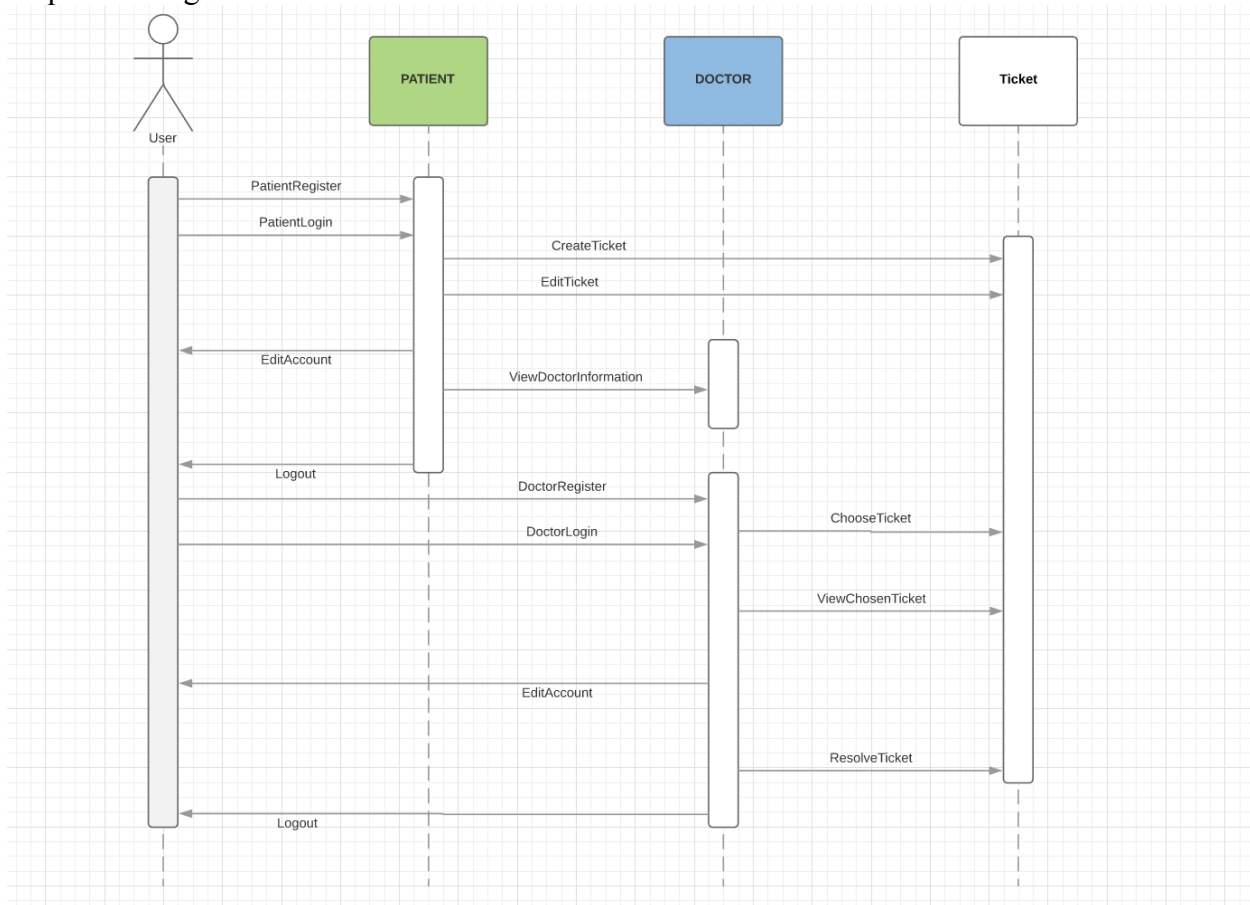 User
PATIENT
DOCTOR
Ticket
PatientRegister
PatientLogin
CreateTicket
EditTicket
EditAccount
ViewDoctorInformation
Logout
DoctorRegister
ChooseTicket
DoctorLogin
ViewChosenTicket
EditAccount
ResolveTicket
Logout